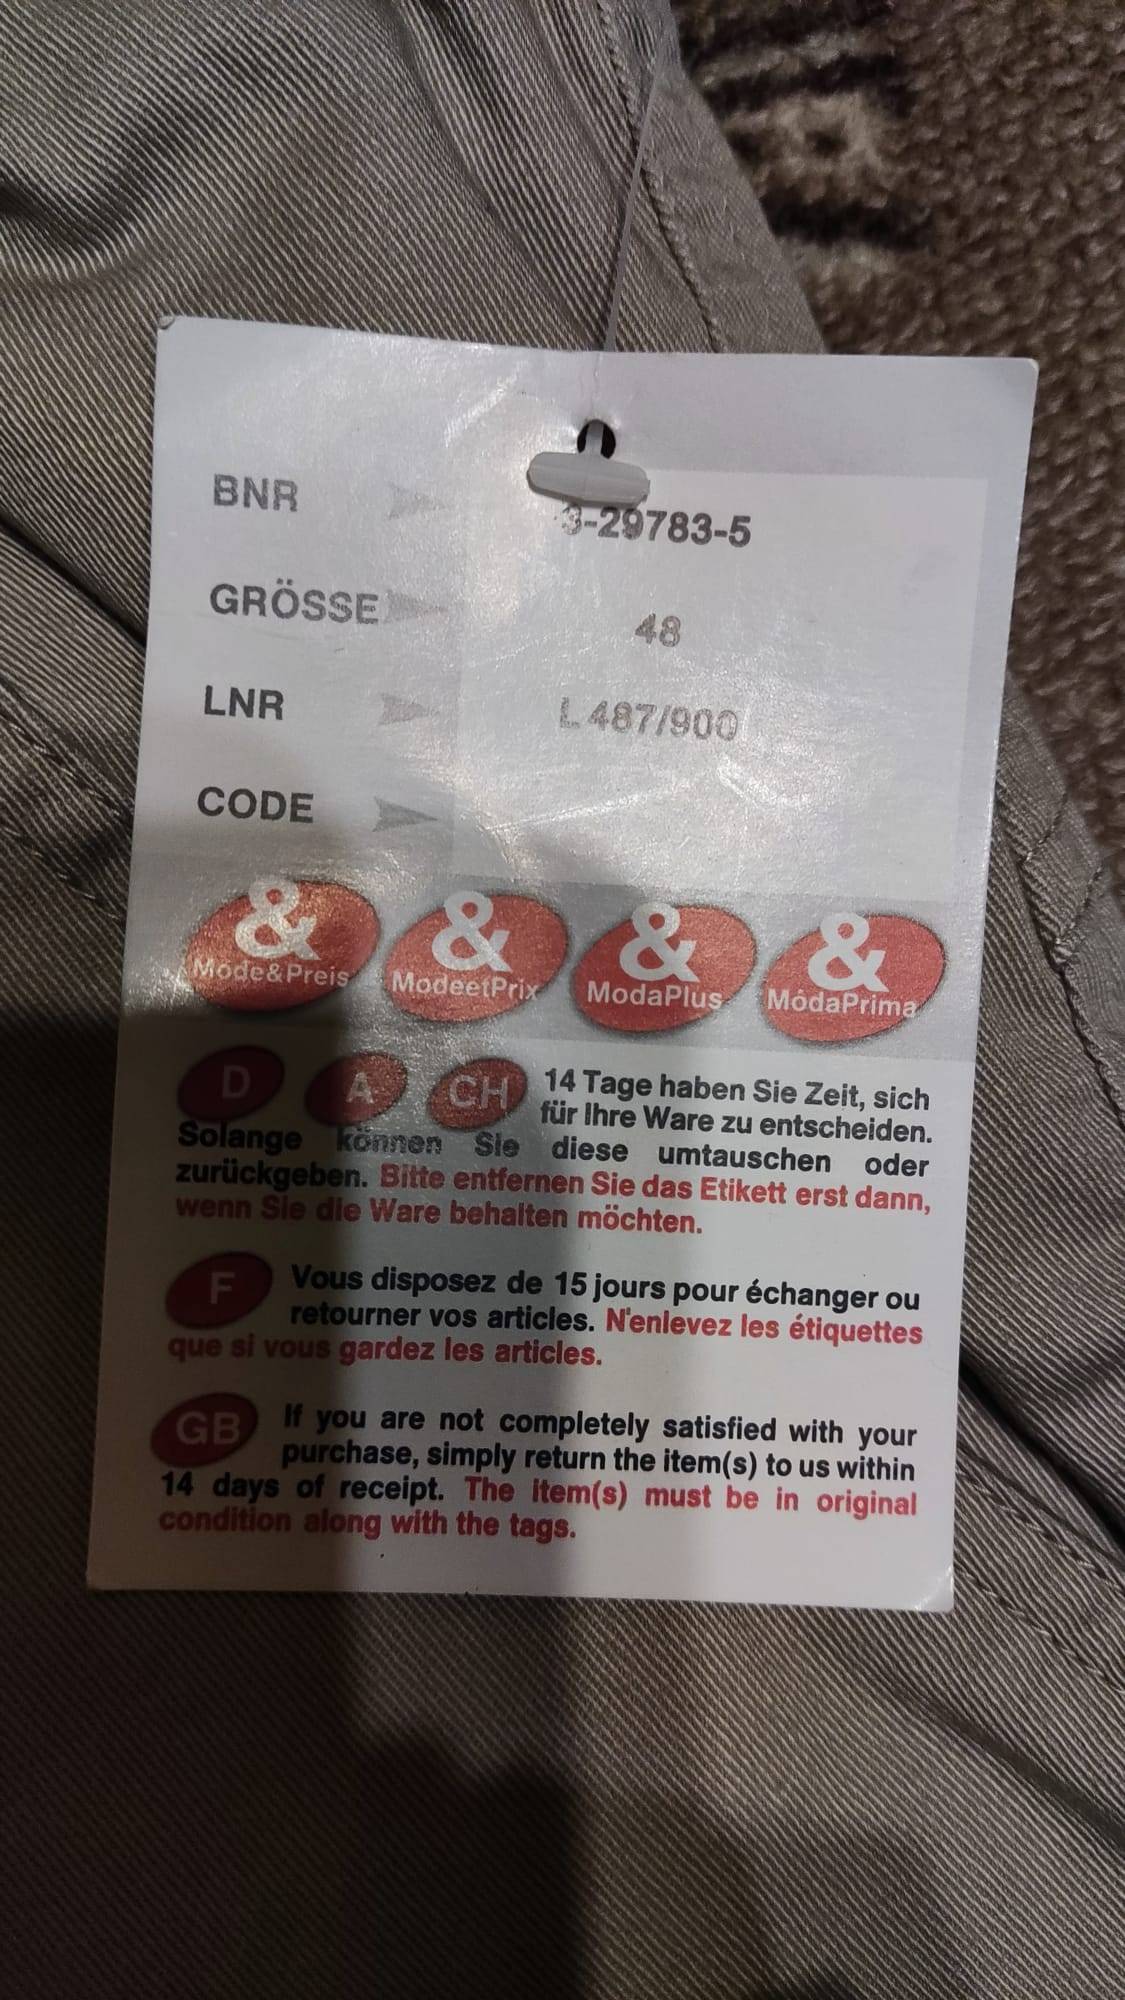 BNR 3-29783-5
GRÖSSE 48
LNR L 487/900
CODE
& & & &
Mode&Preis ModeetPrix ModaPlus ModaPrima
D A CH 14 Tage haben Sie Zeit, sich
für Ihre Ware zu entscheiden.
Solange können Sie diese umtauschen oder
zurückgeben. Bitte entfernen Sie das Etikett erst dann,
wenn Sie die Ware behalten möchten.
F Vous disposez de 15 jours pour échanger ou
retourner vos articles. N'enlevez les étiquettes
que si vous gardez les articles.
GB If you are not completely satisfied with your
purchase, simply return the item(s) to us within
14 days of receipt. The item(s) must be in original
condition along with the tags.